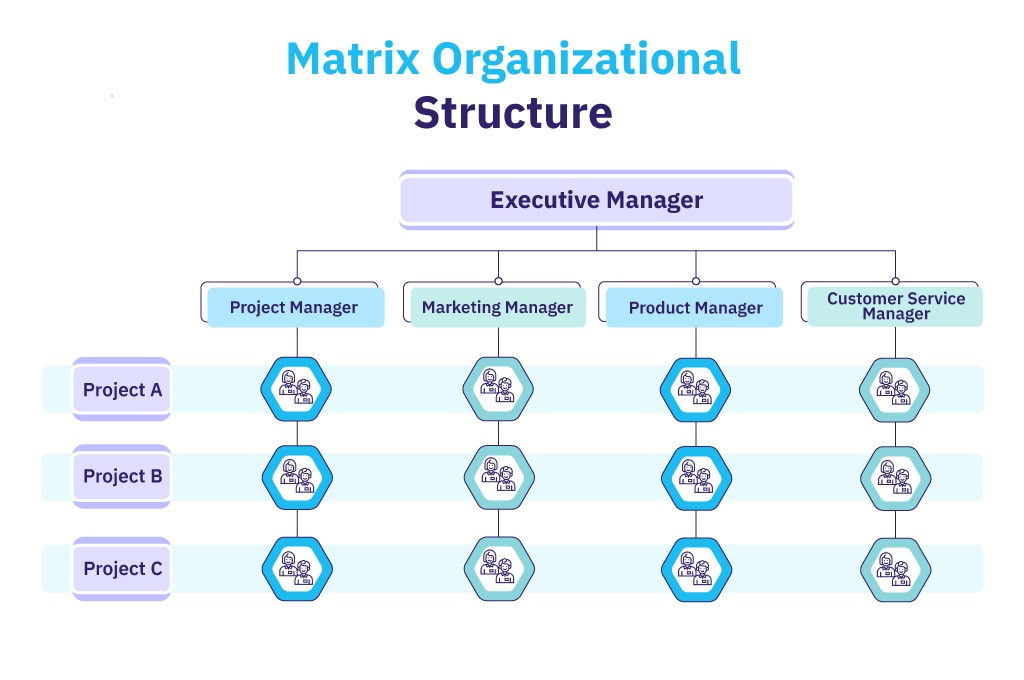 Matrix Organizational
Structure
Executive Manager
Project Manager
Marketing Manager
Product Manager
Customer Service
Manager
Project A
Project B
Project C